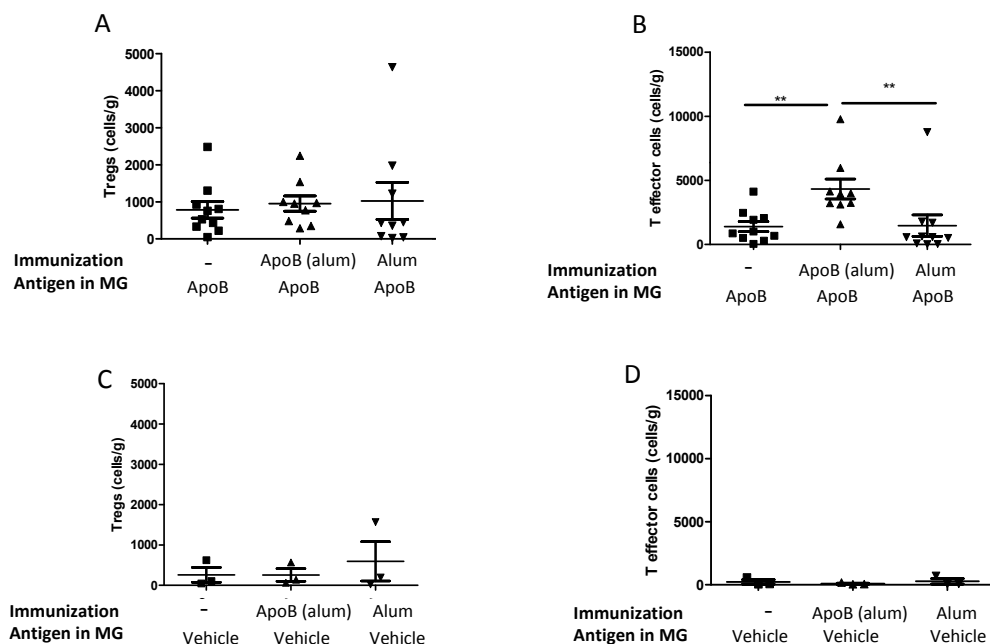 A
Tregs (cells/g)
5000
4000
3000
2000
1000
0
Immunization – ApoB (alum) Alum
Antigen in MG ApoB ApoB ApoB
B
T effector cells (cells/g)
15000
10000
5000
0
** **
Immunization – ApoB (alum) Alum
Antigen in MG ApoB ApoB ApoB
C
Tregs (cells/g)
5000
4000
3000
2000
1000
0
Immunization – ApoB (alum) Alum
Antigen in MG Vehicle Vehicle Vehicle
D
T effector cells (cells/g)
15000
10000
5000
0
Immunization – ApoB (alum) Alum
Antigen in MG Vehicle Vehicle Vehicle